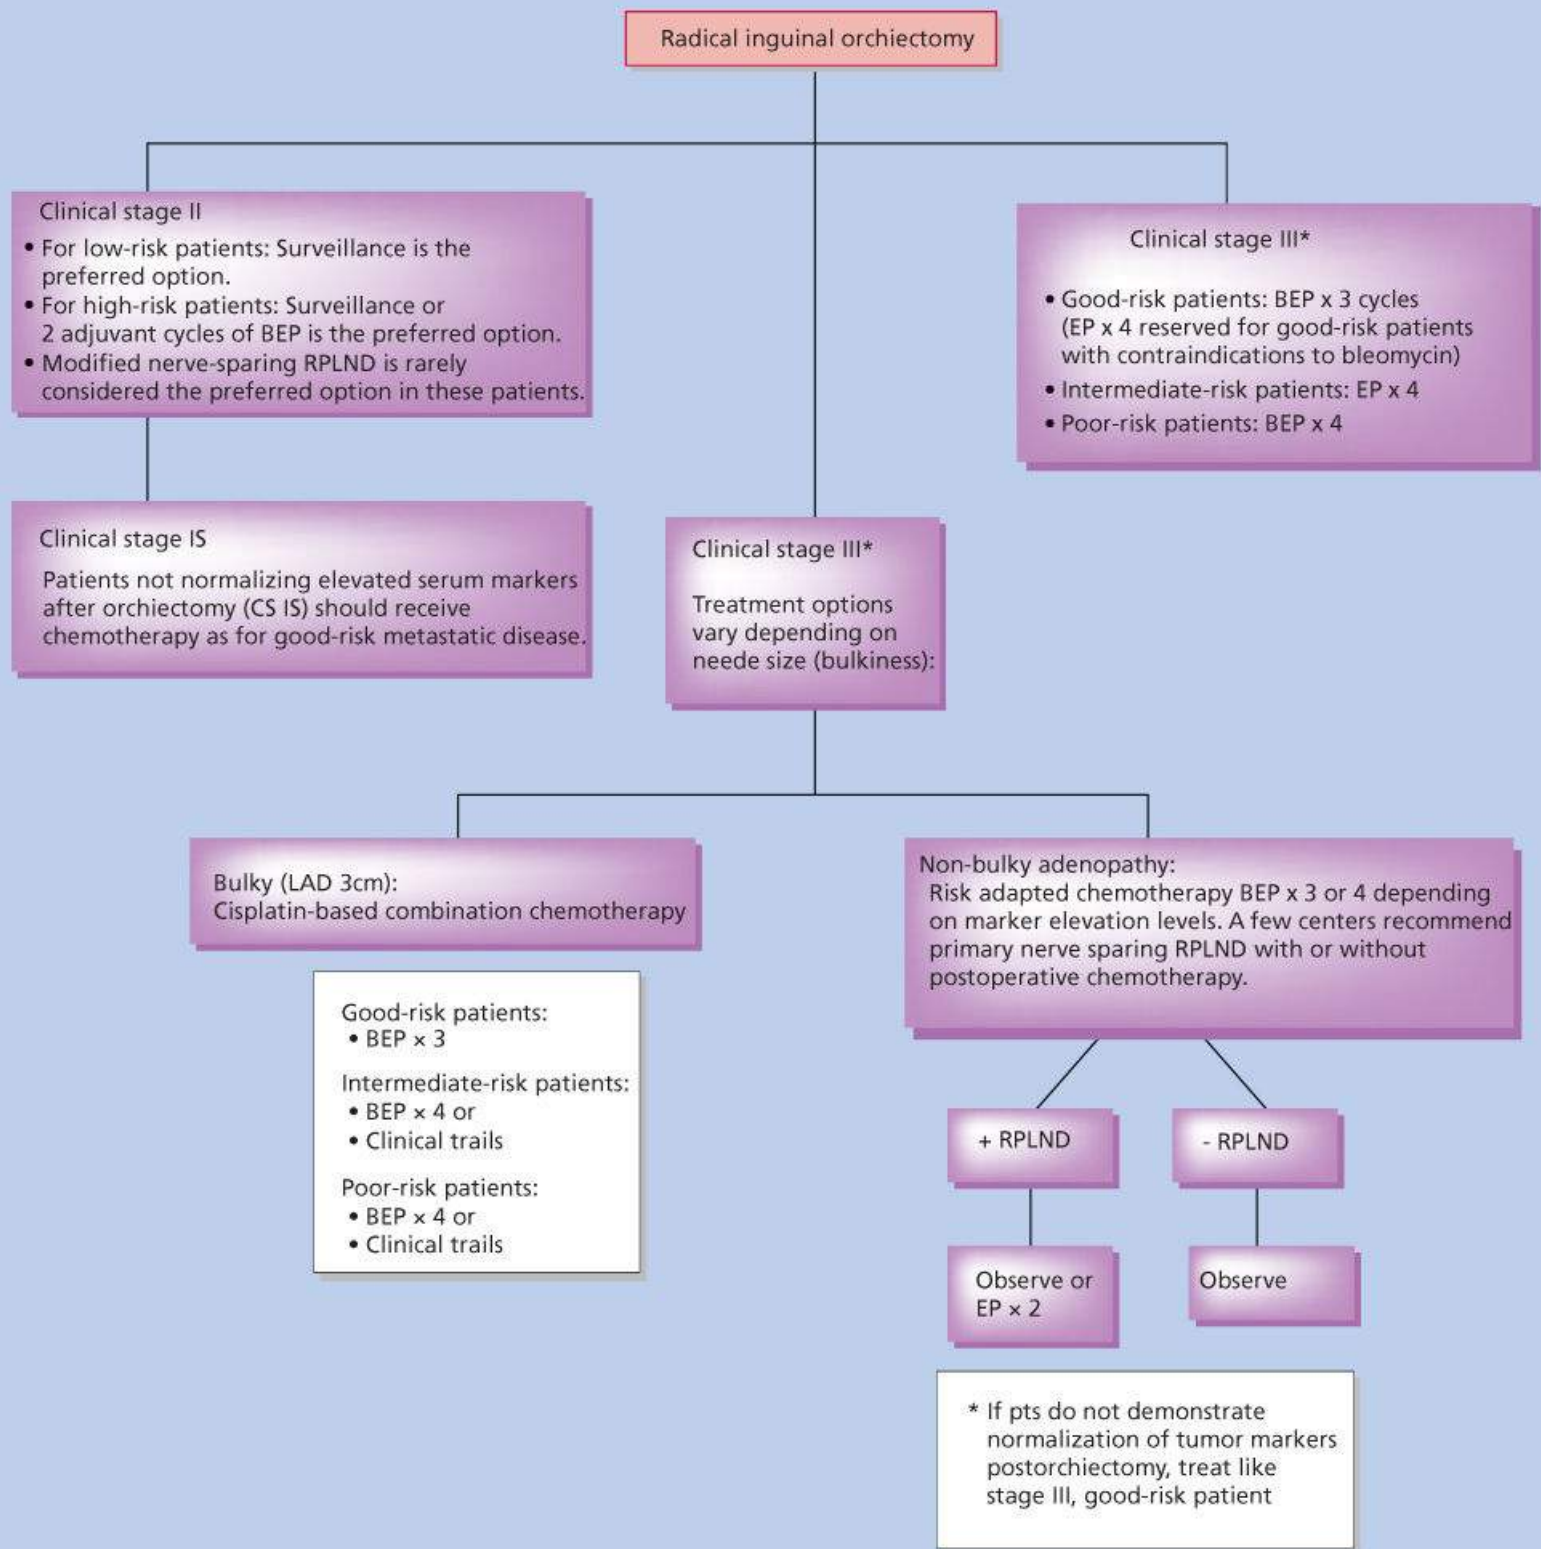 Radical inguinal orchiectomy
Clinical stage II
• For low-risk patients: Surveillance is the
preferred option.
• For high-risk patients: Surveillance or
2 adjuvant cycles of BEP is the preferred option.
• Modified nerve-sparing RPLND is rarely
considered the preferred option in these patients.
Clinical stage IS
Patients not normalizing elevated serum markers
after orchiectomy (CS IS) should receive
chemotherapy as for good-risk metastatic disease.
Clinical stage III*
Treatment options
vary depending on
neede size (bulkiness):
Clinical stage III*
• Good-risk patients: BEP x 3 cycles
(EP x 4 reserved for good-risk patients
with contraindications to bleomycin)
• Intermediate-risk patients: EP x 4
• Poor-risk patients: BEP x 4
Bulky (LAD 3cm):
Cisplatin-based combination chemotherapy
Good-risk patients:
• BEP × 3
Intermediate-risk patients:
• BEP × 4 or
• Clinical trails
Poor-risk patients:
• BEP × 4 or
• Clinical trails
Non-bulky adenopathy:
Risk adapted chemotherapy BEP x 3 or 4 depending
on marker elevation levels. A few centers recommend
primary nerve sparing RPLND with or without
postoperative chemotherapy.
+ RPLND
- RPLND
Observe or
EP × 2
Observe
* If pts do not demonstrate
normalization of tumor markers
postorchiectomy, treat like
stage III, good-risk patient